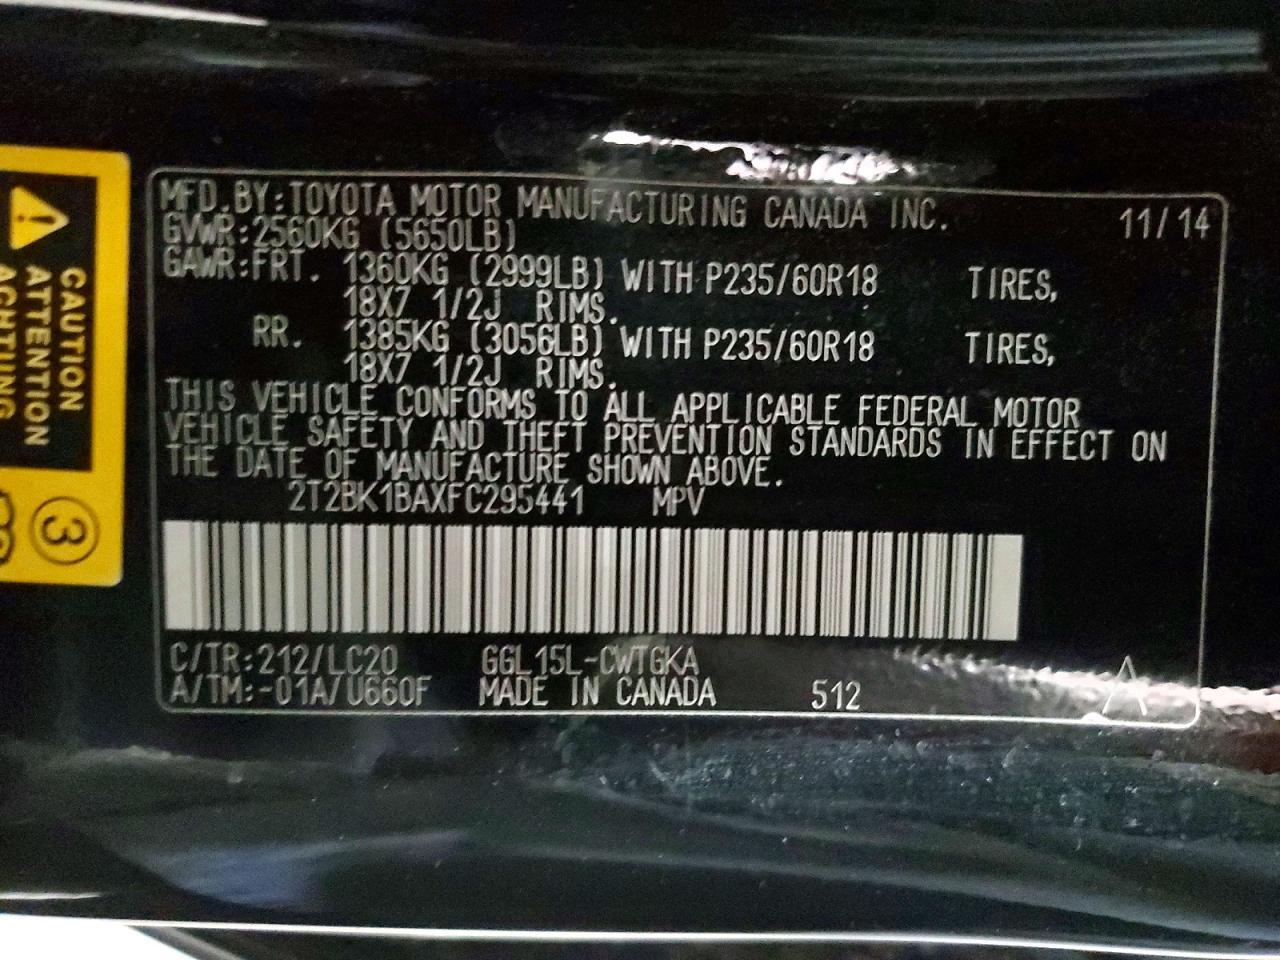 MFD.BY:TOYOTA MOTOR MANUFACTURING CANADA INC. 11/14
GVWR:2560KG (5650LB)
GAWR:FRT. 1360KG (2999LB) WITH P235/60R18 TIRES,
18X7 1/2J RIMS.
RR. 1385KG (3056LB) WITH P235/60R18 TIRES,
18X7 1/2J RIMS.
THIS VEHICLE CONFORMS TO ALL APPLICABLE FEDERAL MOTOR
VEHICLE SAFETY AND THEFT PREVENTION STANDARDS IN EFFECT ON
THE DATE OF MANUFACTURE SHOWN ABOVE.
2T2BK1BAXFC295441 MPV
C/TR:212/LC20 GGL15L-CWTGKA
A/TM:-01A/U660F MADE IN CANADA 512 A
CAUTION
ATTENTION
ACHTUNG
3